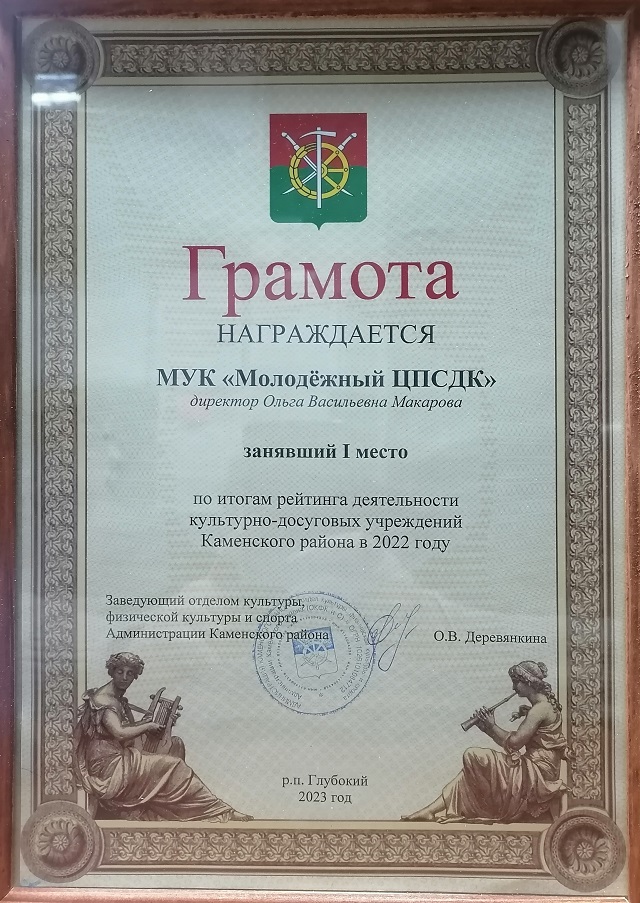 Грамота
НАГРАЖДАЕТСЯ
МУК «Молодёжный ЦПСДК»
директор Ольга Васильевна Макарова
занявший I место
по итогам рейтинга деятельности
культурно-досуговых учреждений
Каменского района в 2022 году
Заведующий отделом культуры,
физической культуры и спорта
Администрации Каменского района
О.В. Деревянкина
р.п. Глубокий
2023 год